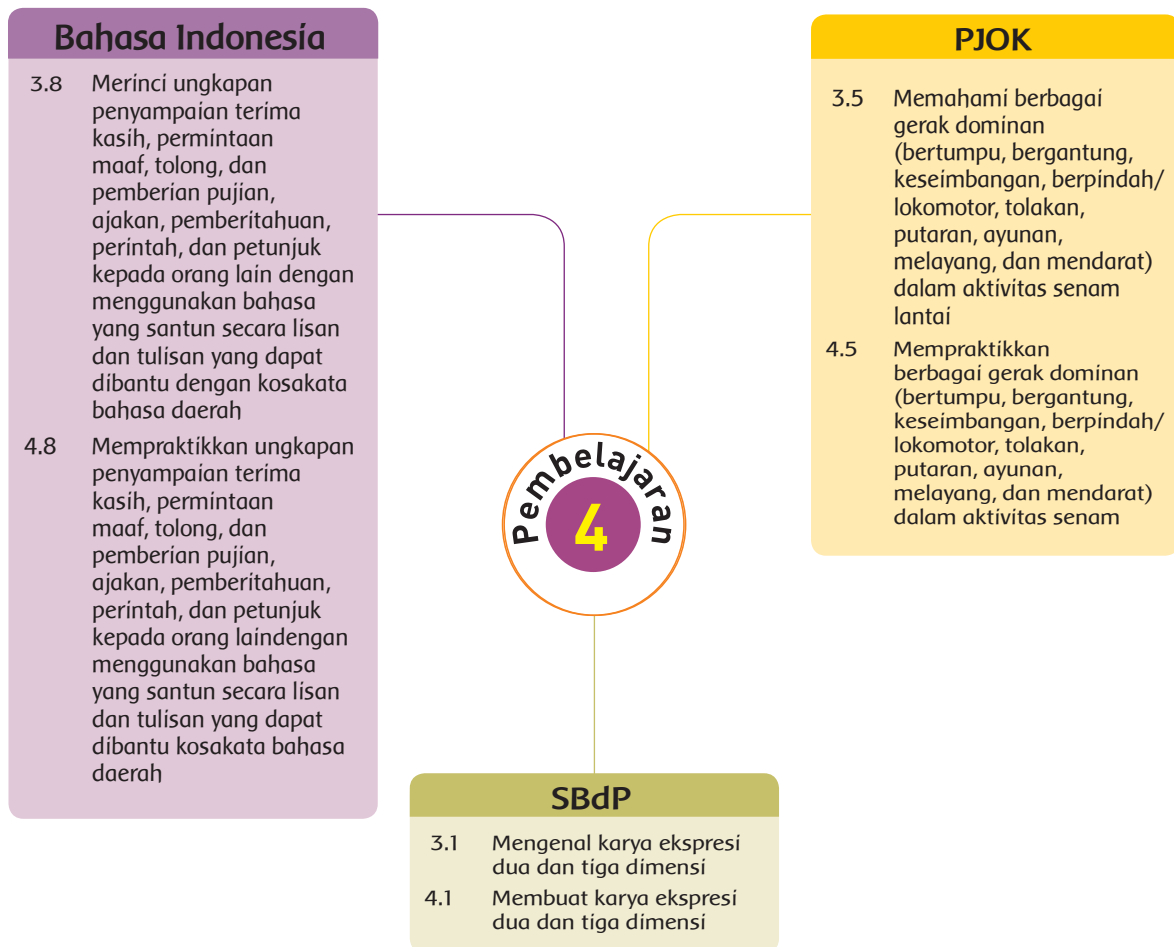 Bahasa Indonesia
3.8 Merinci ungkapan
penyampaian terima
kasih, permintaan
maaf, tolong, dan
pemberian pujian,
ajakan, pemberitahuan,
perintah, dan petunjuk
kepada orang lain dengan
menggunakan bahasa
yang santun secara lisan
dan tulisan yang dapat
dibantu dengan kosakata
bahasa daerah
4.8 Mempraktikkan ungkapan
penyampaian terima
kasih, permintaan
maaf, tolong, dan
pemberian pujian,
ajakan, pemberitahuan,
perintah, dan petunjuk
kepada orang laindengan
menggunakan bahasa
yang santun secara lisan
dan tulisan yang dapat
dibantu kosakata bahasa
daerah
PJOK
3.5 Memahami berbagai
gerak dominan
(bertumpu, bergantung,
keseimbangan, berpindah/
lokomotor, tolakan,
putaran, ayunan,
melayang, dan mendarat)
dalam aktivitas senam
lantai
4.5 Mempraktikkan
berbagai gerak dominan
(bertumpu, bergantung,
keseimbangan, berpindah/
lokomotor, tolakan,
putaran, ayunan,
melayang, dan mendarat)
dalam aktivitas senam
Pembelajaran
4
SBdP
3.1 Mengenal karya ekspresi
dua dan tiga dimensi
4.1 Membuat karya ekspresi
dua dan tiga dimensi